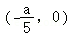 (-a/5, 0)